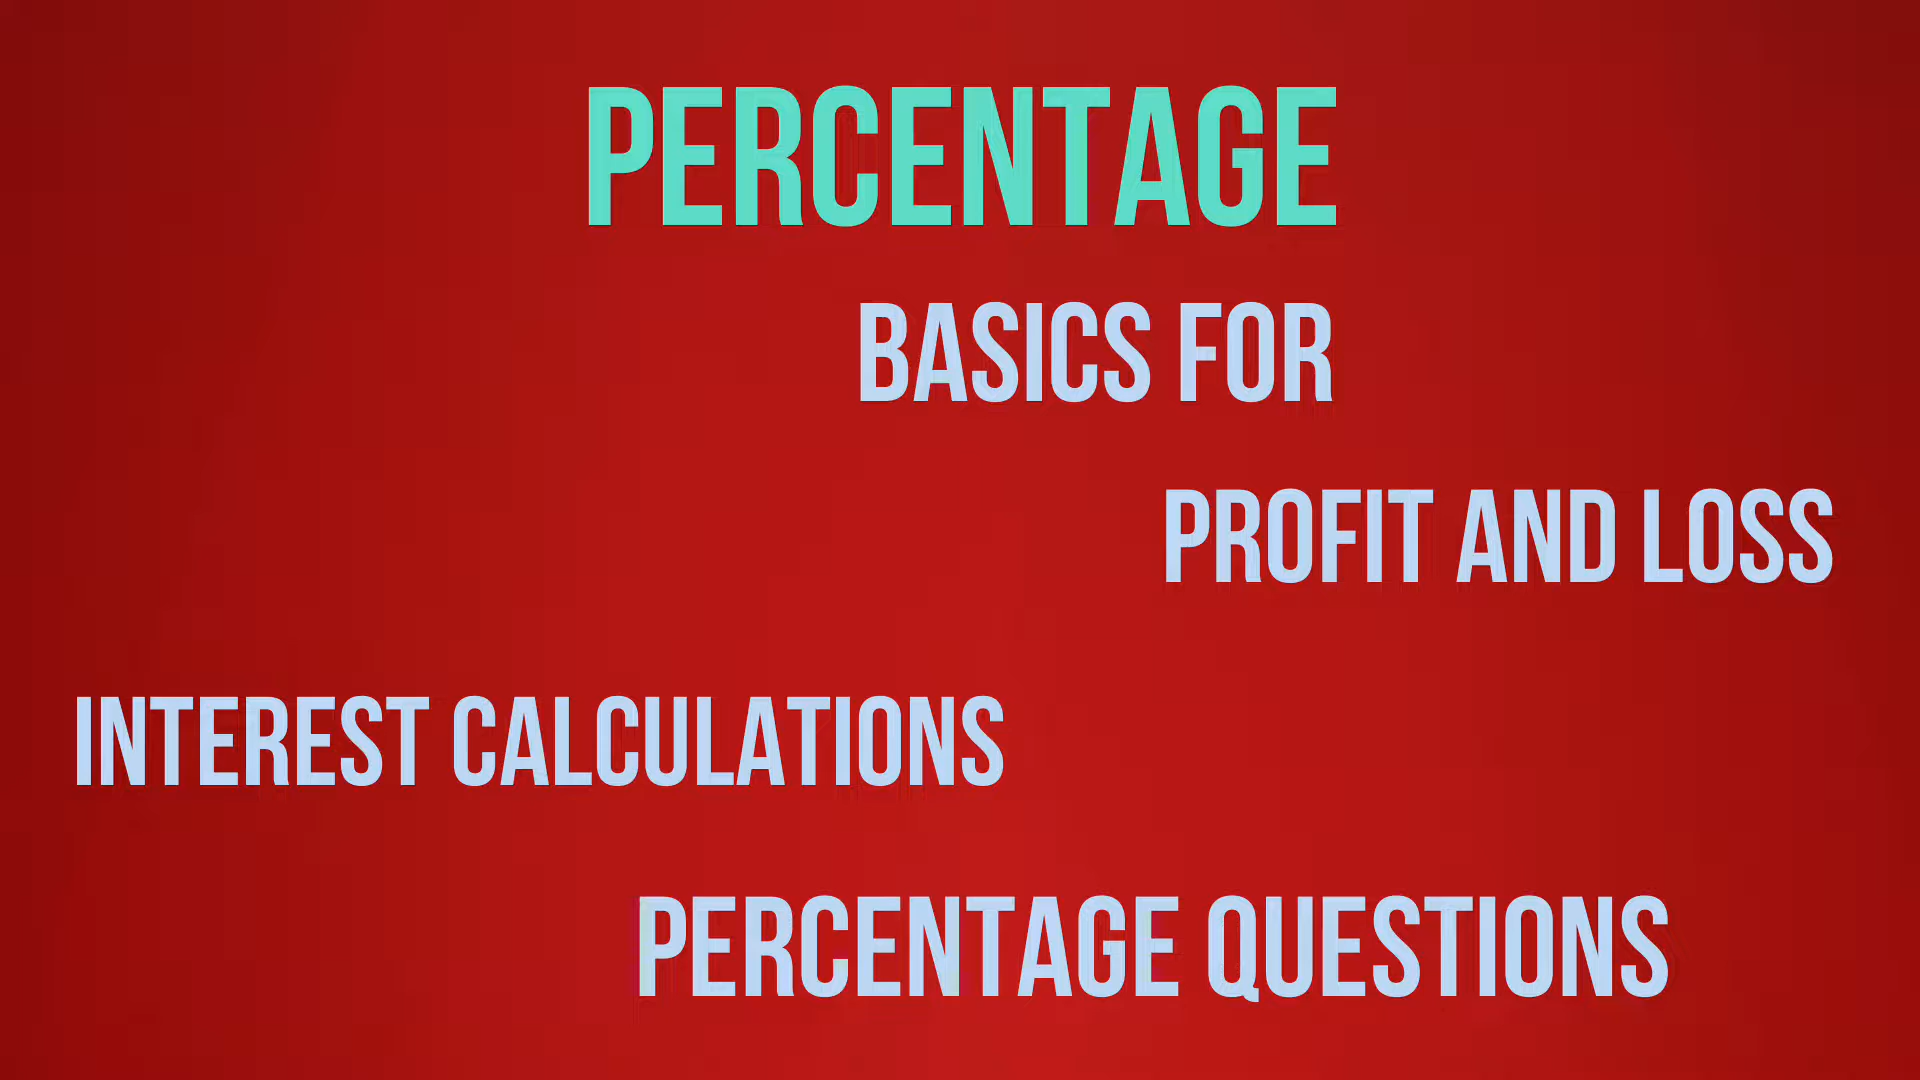 PERCENTAGE
BASICS FOR
PROFIT AND LOSS
INTEREST CALCULATIONS
PERCENTAGE QUESTIONS